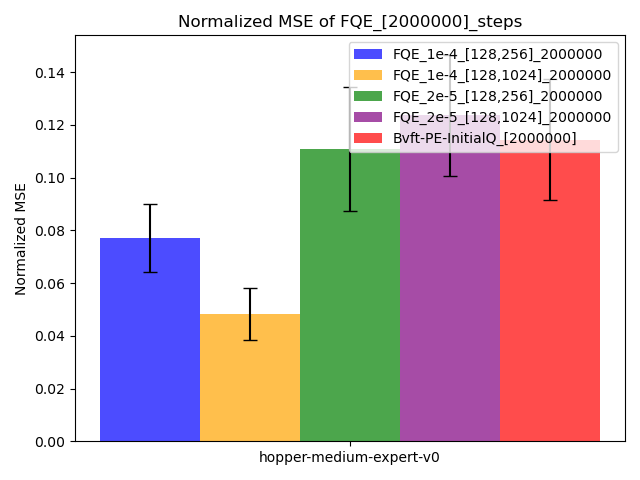 Normalized MSE of FQE_[2000000]_steps
FQE_1e-4_[128,256]_2000000
FQE_1e-4_[128,1024]_2000000
FQE_2e-5_[128,256]_2000000
FQE_2e-5_[128,1024]_2000000
Bvft-PE-InitialQ_[2000000]
Normalized MSE
0.14
0.12
0.10
0.08
0.06
0.04
0.02
0.00
hopper-medium-expert-v0